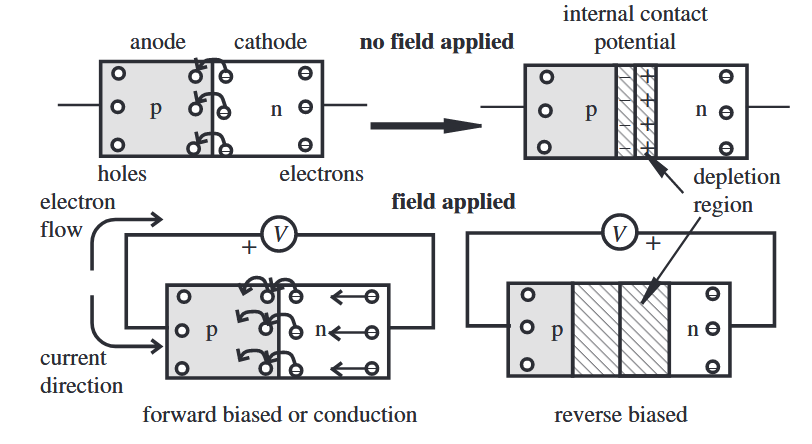 internal contact
potential
anode cathode no field applied
p n
p n
holes electrons
depletion
region
electron
flow
field applied
V
+
V
+
p n
p n
current
direction
forward biased or conduction
reverse biased